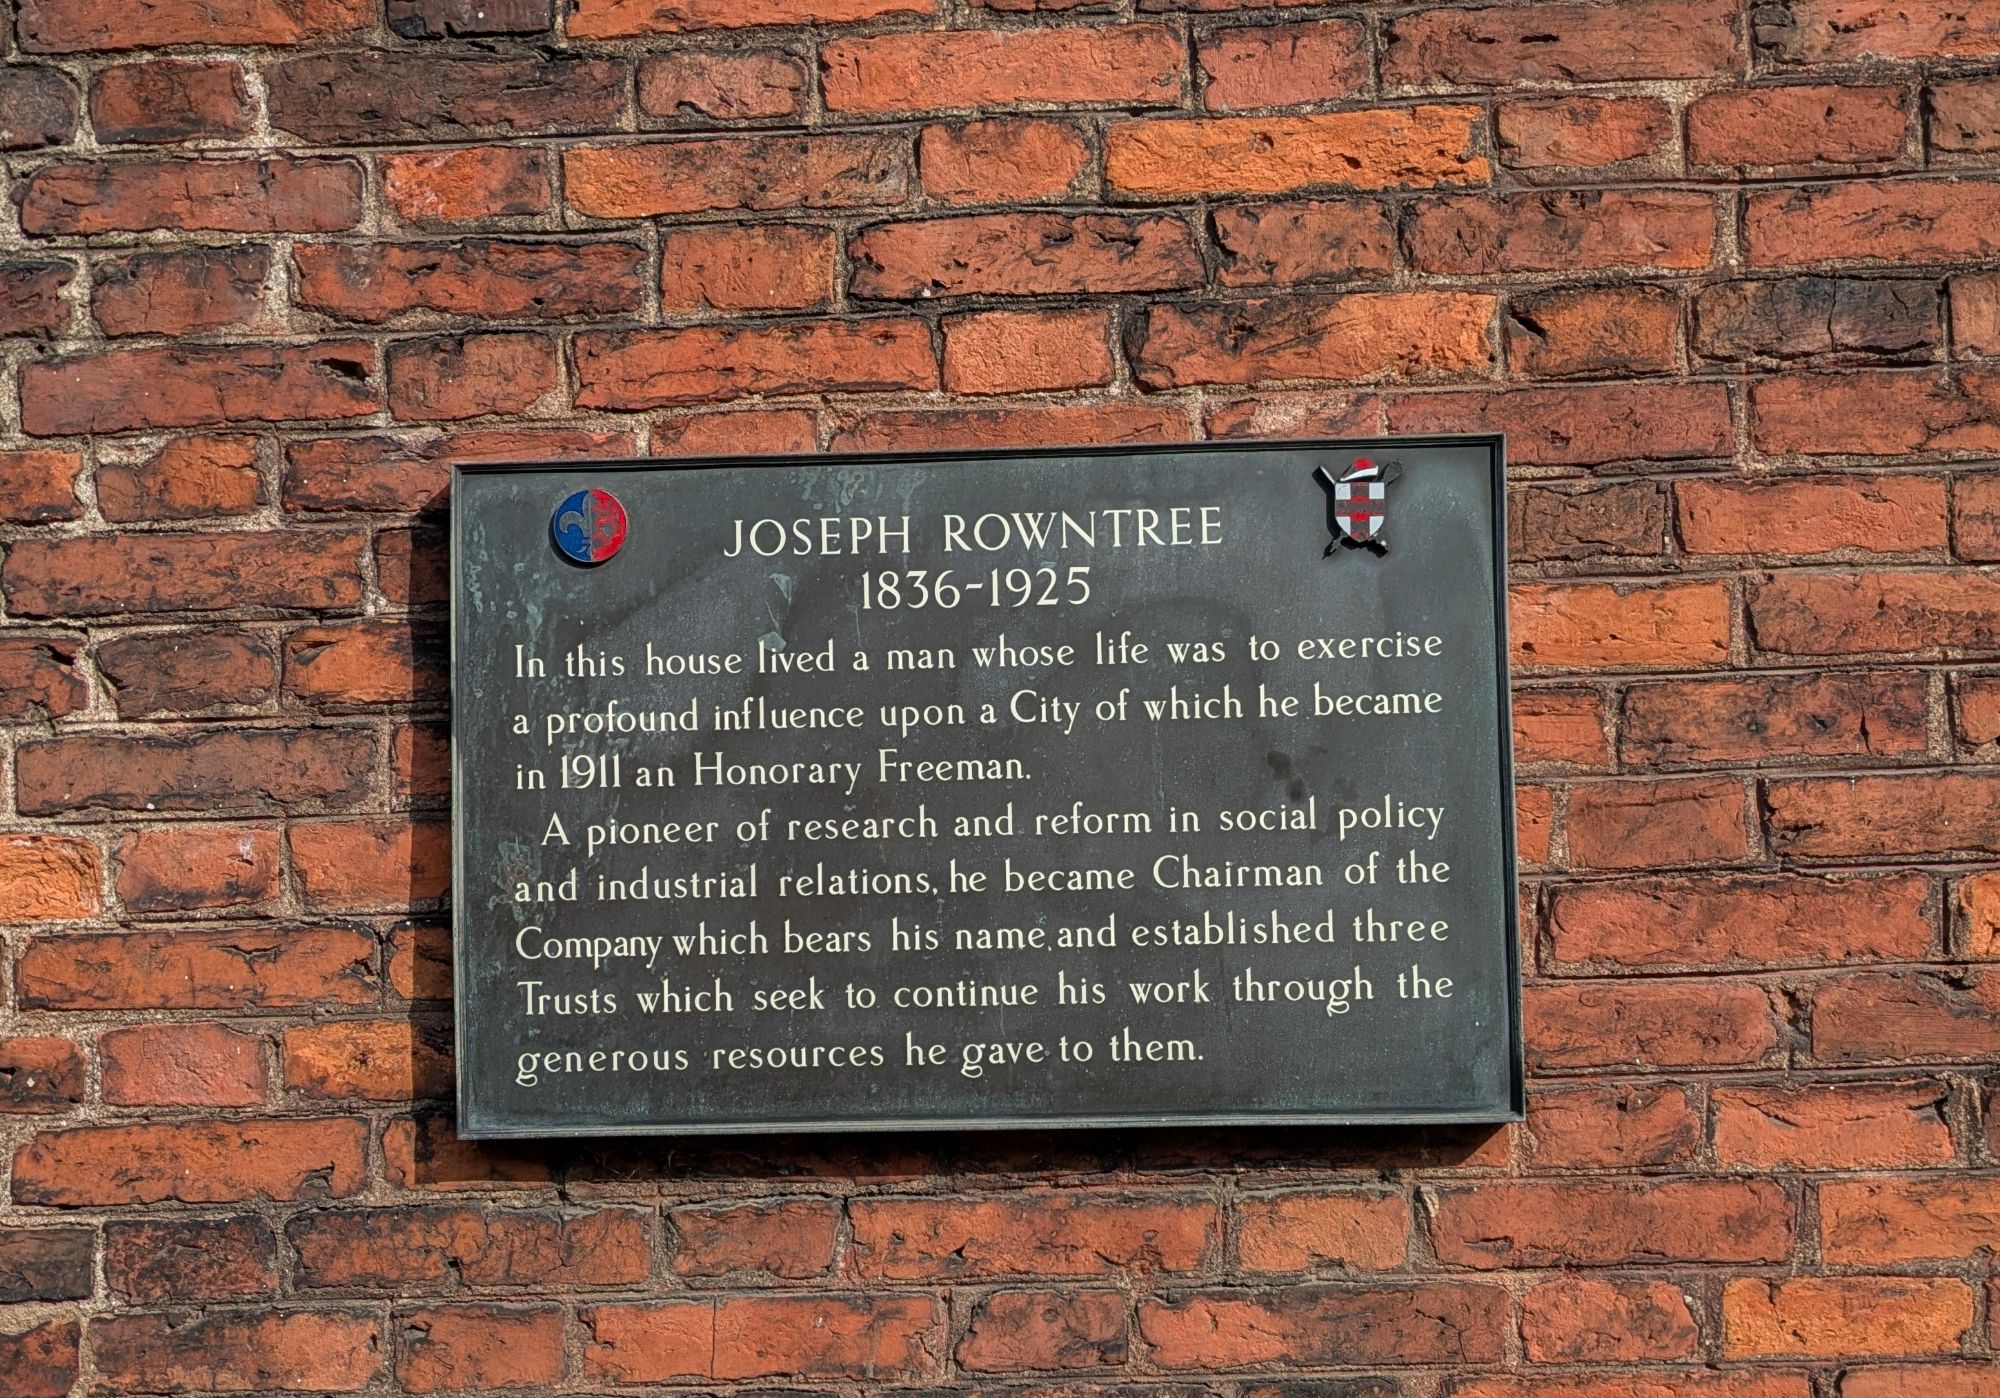 JOSEPH ROWNTREE
1836-1925
In this house lived a man whose life was to exercise
a profound influence upon a City of which he became
in 1911 an Honorary Freeman.
A pioneer of research and reform in social policy
and industrial relations, he became Chairman of the
Company which bears his name, and established three
Trusts which seek to continue his work through the
generous resources he gave to them.